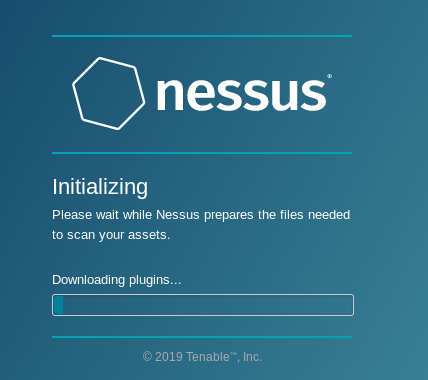 nessus®
Initializing
Please wait while Nessus prepares the files needed
to scan your assets.
Downloading plugins...
© 2019 Tenable™, Inc.